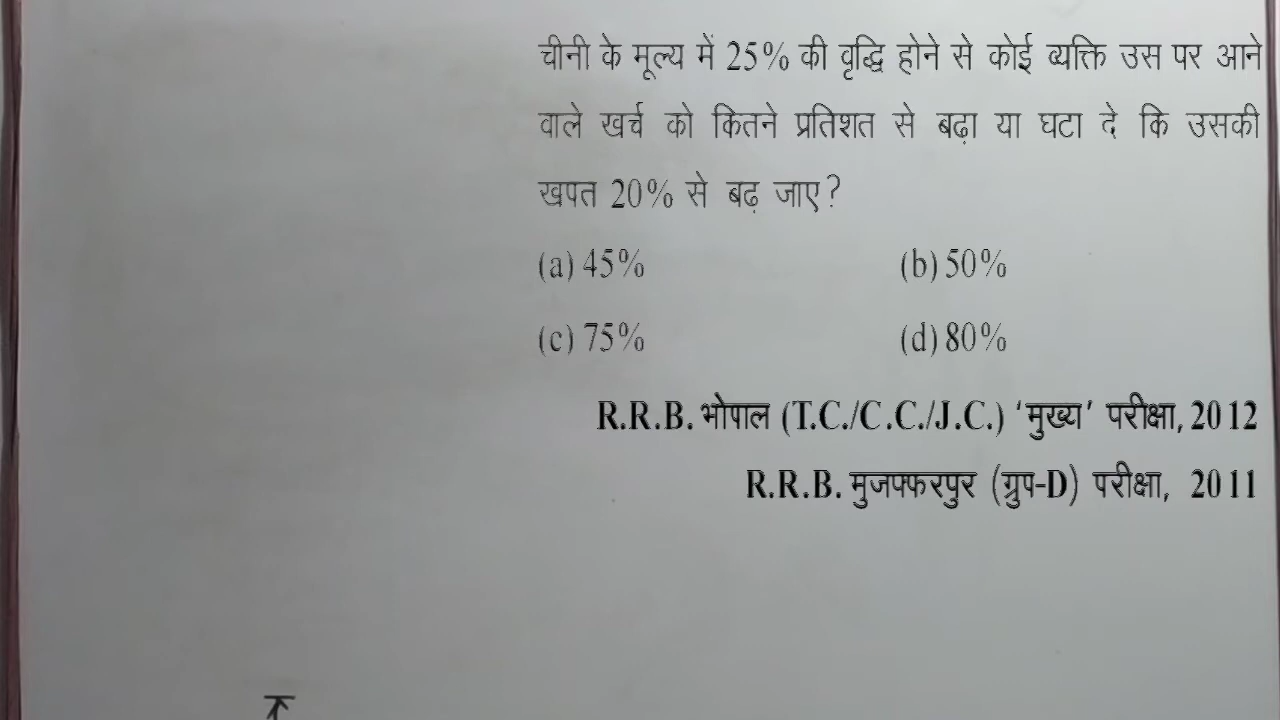 चीनी के मूल्य में 25% की वृद्धि होने से कोई व्यक्ति उस पर आने
वाले खर्च को कितने प्रतिशत से बढ़ा या घटा दे कि उसकी
खपत 20% से बढ़ जाए?
(a) 45% (b) 50%
(c) 75% (d) 80%
R.R.B. भोपाल (T.C./C.C./J.C.) 'मुख्य' परीक्षा, 2012
R.R.B. मुजफ्फरपुर (ग्रुप-D) परीक्षा, 2011